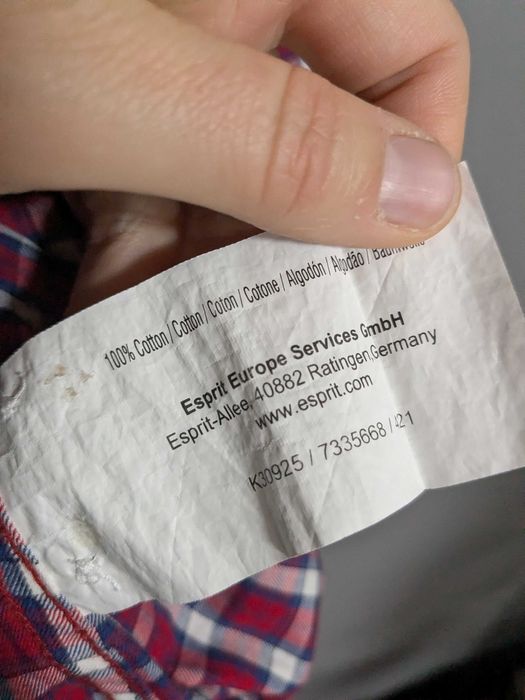 100% Cotton / Cotton / Coton / Cotone / Algodón / Algodão / Baumwolle
Esprit Europe Services GmbH
Esprit-Allee, 40882 Ratingen, Germany
www.esprit.com
K30925 / 7335668 / 421